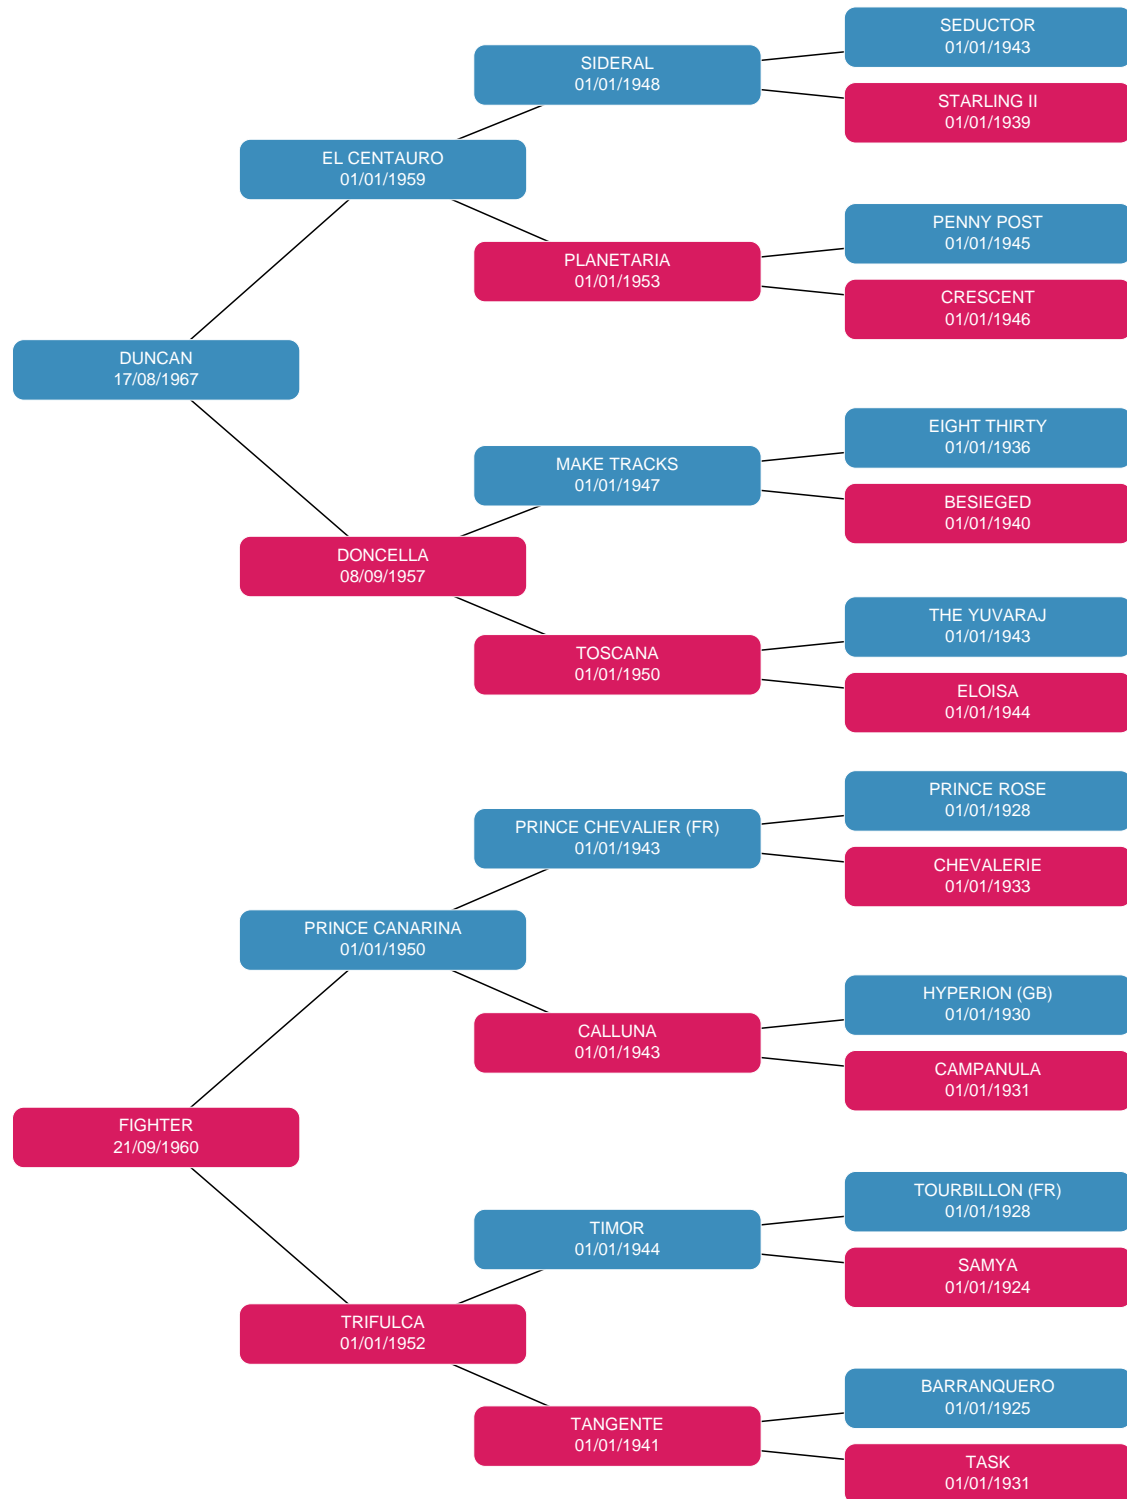 SEDUCTOR
01/01/1943
SIDERAL
01/01/1948
STARLING II
01/01/1939
EL CENTAURO
01/01/1959
PENNY POST
01/01/1945
PLANETARIA
01/01/1953
CRESCENT
01/01/1946
DUNCAN
17/08/1967
EIGHT THIRTY
01/01/1936
MAKE TRACKS
01/01/1947
BESIEGED
01/01/1940
DONCELLA
08/09/1957
THE YUVARAJ
01/01/1943
TOSCANA
01/01/1950
ELOISA
01/01/1944
PRINCE ROSE
01/01/1928
PRINCE CHEVALIER (FR)
01/01/1943
CHEVALERIE
01/01/1933
PRINCE CANARINA
01/01/1950
HYPERION (GB)
01/01/1930
CALLUNA
01/01/1943
CAMPANULA
01/01/1931
FIGHTER
21/09/1960
TOURBILLON (FR)
01/01/1928
TIMOR
01/01/1944
SAMYA
01/01/1924
TRIFULCA
01/01/1952
BARRANQUERO
01/01/1925
TANGENTE
01/01/1941
TASK
01/01/1931